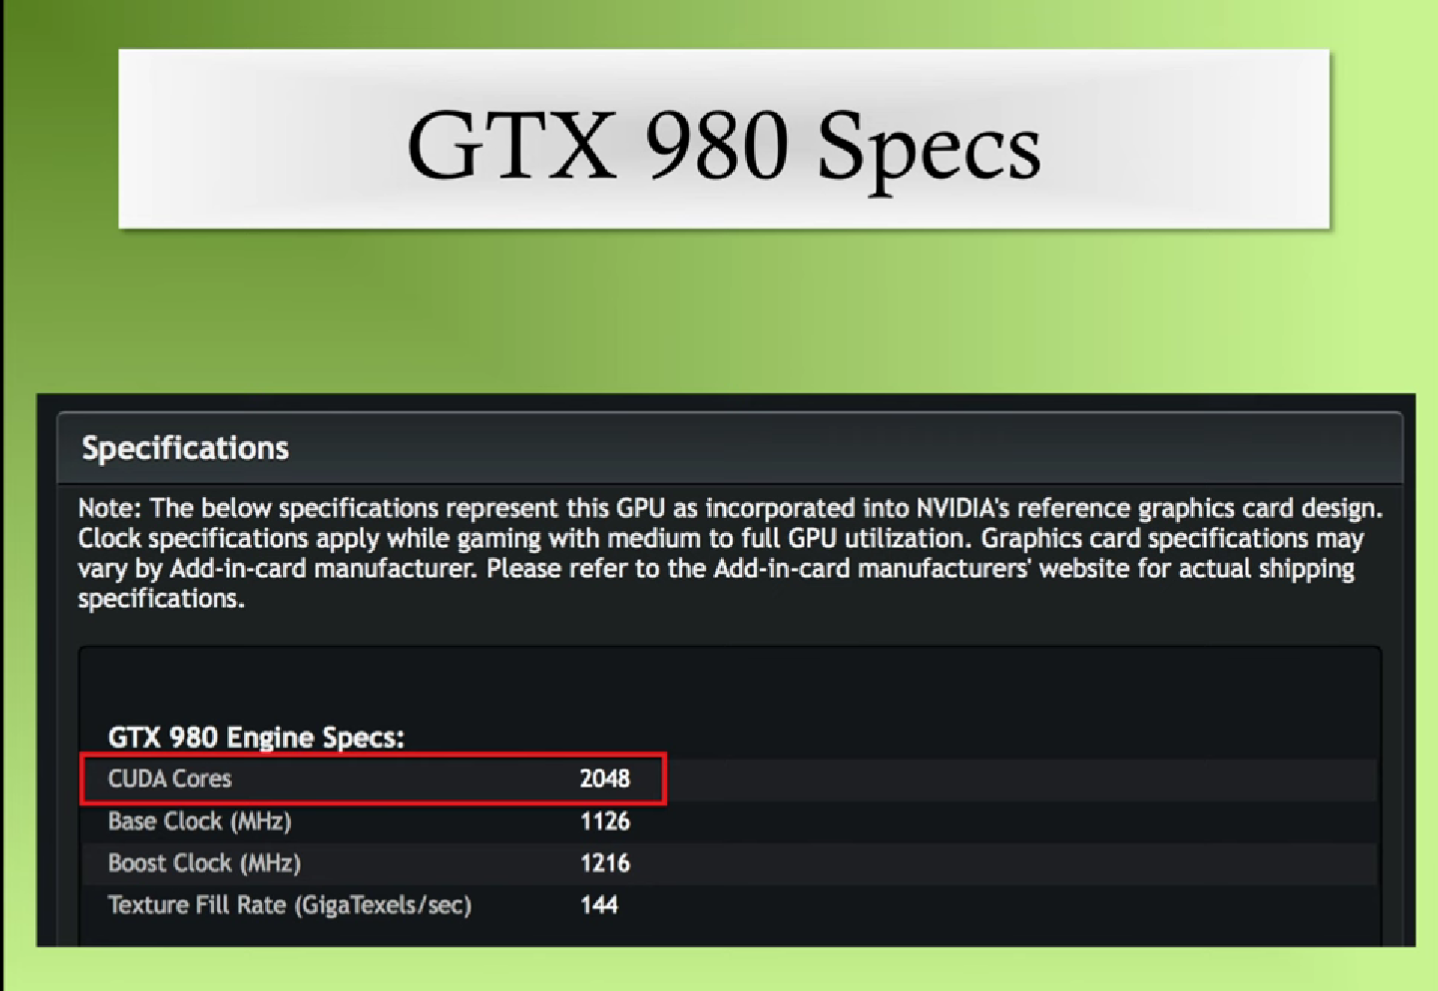 GTX 980 Specs
Specifications
Note: The below specifications represent this GPU as incorporated into NVIDIA's reference graphics card design.
Clock specifications apply while gaming with medium to full GPU utilization. Graphics card specifications may
vary by Add-in-card manufacturer. Please refer to the Add-in-card manufacturers' website for actual shipping
specifications.
GTX 980 Engine Specs:
CUDA Cores 2048
Base Clock (MHz) 1126
Boost Clock (MHz) 1216
Texture Fill Rate (GigaTexels/sec) 144